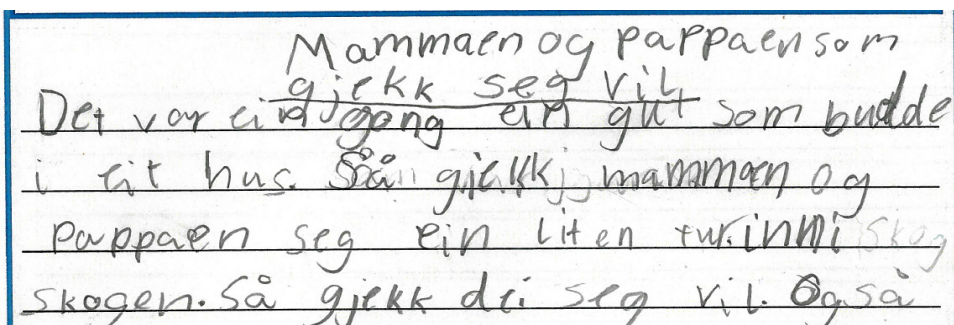 Mammaen og pappaen som
gjekk seg vil
Det var ein gong ein gut som budde
i eit hus. Så gjekk mammaen og
pappaen seg ein liten tur. inni skog
skogen. Så gjekk dei seg vil. Og så